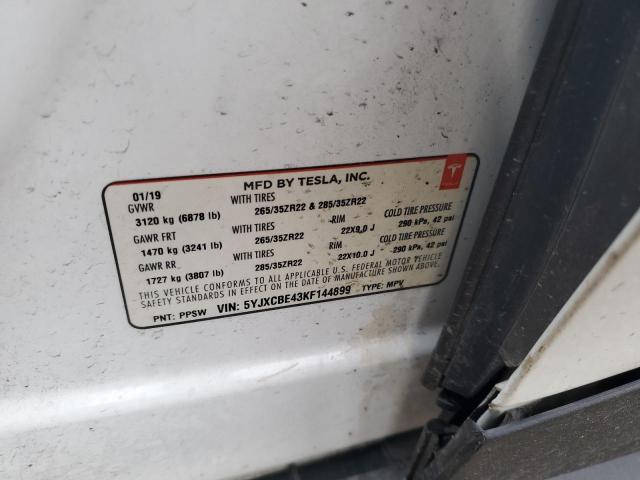 MFD BY TESLA, INC.
TESLA
01/19
GVWR WITH TIRES
3120 kg (6878 lb) 265/35ZR22 & 285/35ZR22
GAWR FRT WITH TIRES RIM COLD TIRE PRESSURE
1470 kg (3241 lb) 265/35ZR22 22X9.0 J 290 kPa, 42 psi
GAWR RR WITH TIRES RIM COLD TIRE PRESSURE
1727 kg (3807 lb) 285/35ZR22 22X10.0 J 290 kPa, 42 psi
THIS VEHICLE CONFORMS TO ALL APPLICABLE U.S. FEDERAL MOTOR VEHICLE
SAFETY STANDARDS IN EFFECT ON THE DATE OF MANUFACTURE SHOWN ABOVE.
PNT: PPSW VIN: 5YJXCBE43KF144899 TYPE: MPV